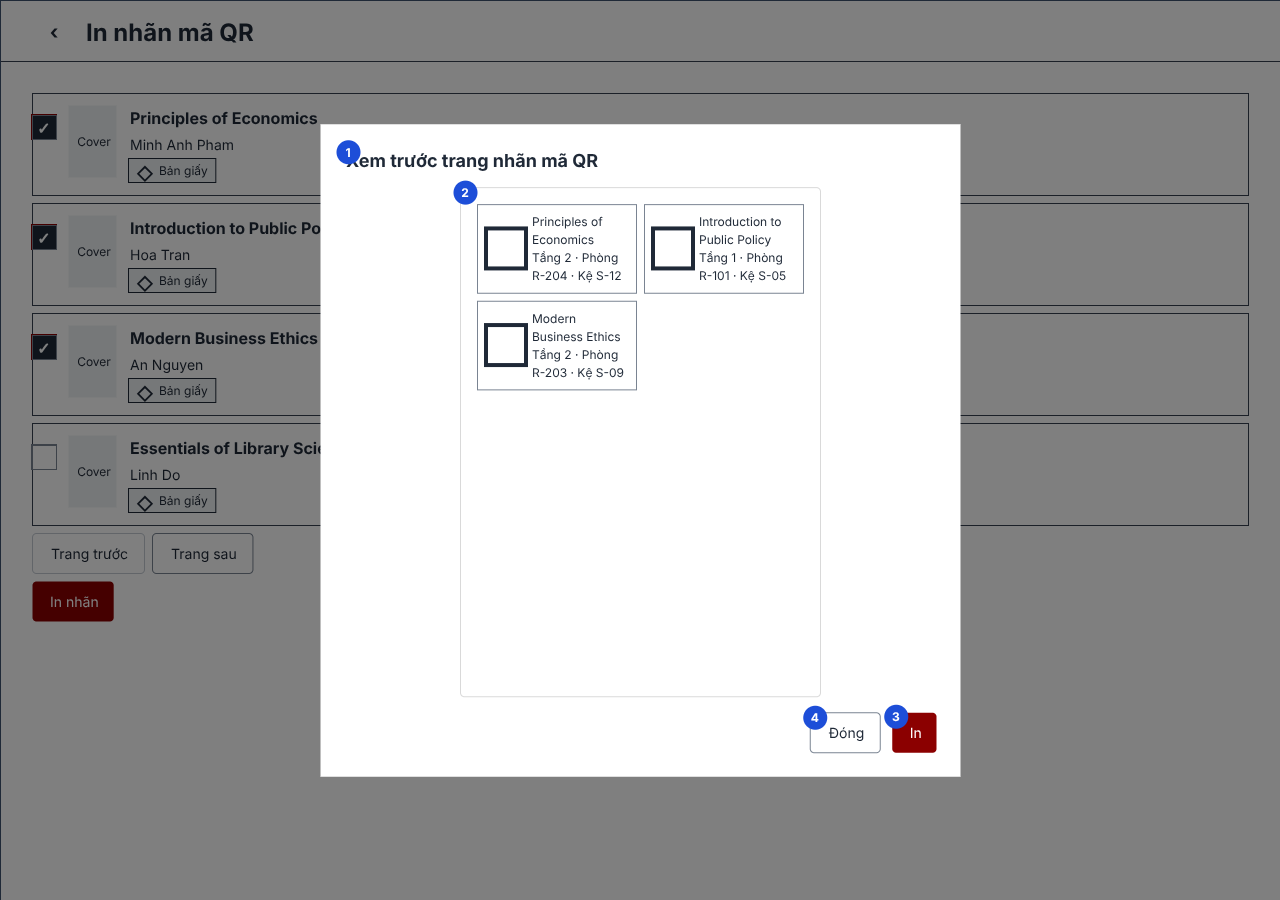 In nhãn mã QR
✓
Cover
Principles of Economics
Minh Anh Pham
Bản giấy
✓
Cover
Introduction to Public Po
Hoa Tran
Bản giấy
✓
Cover
Modern Business Ethics
An Nguyen
Bản giấy
Cover
Essentials of Library Scie
Linh Do
Bản giấy
Trang trước
Trang sau
In nhãn
1
Xem trước trang nhãn mã QR
2
Principles of
Economics
Tầng 2 · Phòng
R-204 · Kệ S-12
Introduction to
Public Policy
Tầng 1 · Phòng
R-101 · Kệ S-05
Modern
Business Ethics
Tầng 2 · Phòng
R-203 · Kệ S-09
4
Đóng
3
In